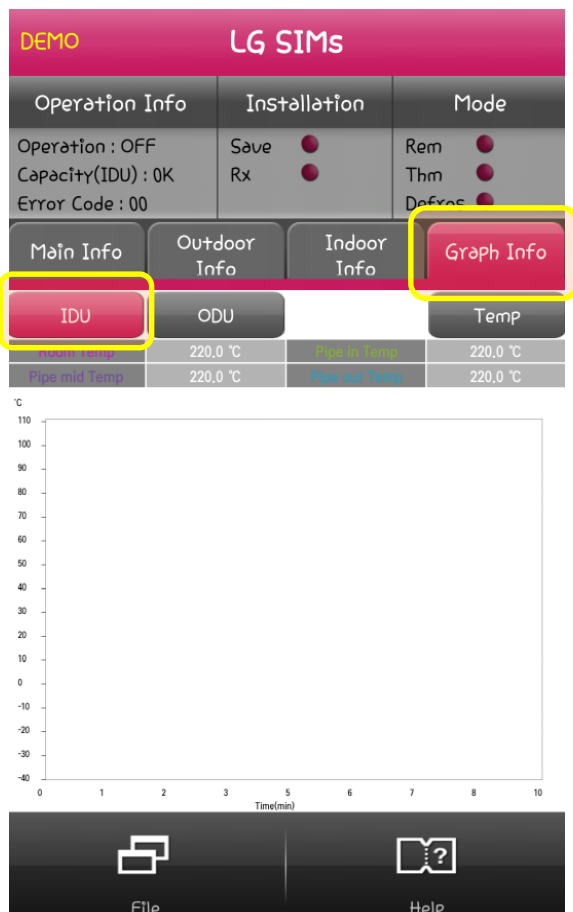 DEMO LG SIMs
Operation Info Installation Mode
Operation : OFF Save Rem
Capacity(IDU) : 0K Rx Thm
Error Code : 00 Defros
Main Info Outdoor Info Indoor Info Graph Info
IDU ODU Temp
Room Temp 220,0 ℃ Pipe in Temp 220,0 ℃
Pipe mid Temp 220,0 ℃ Pipe out Temp 220,0 ℃
℃
110
100
90
80
70
60
50
40
30
20
10
0
-10
-20
-30
-40
0 1 2 3 5 6 7 8 10
Time(min)
File Help